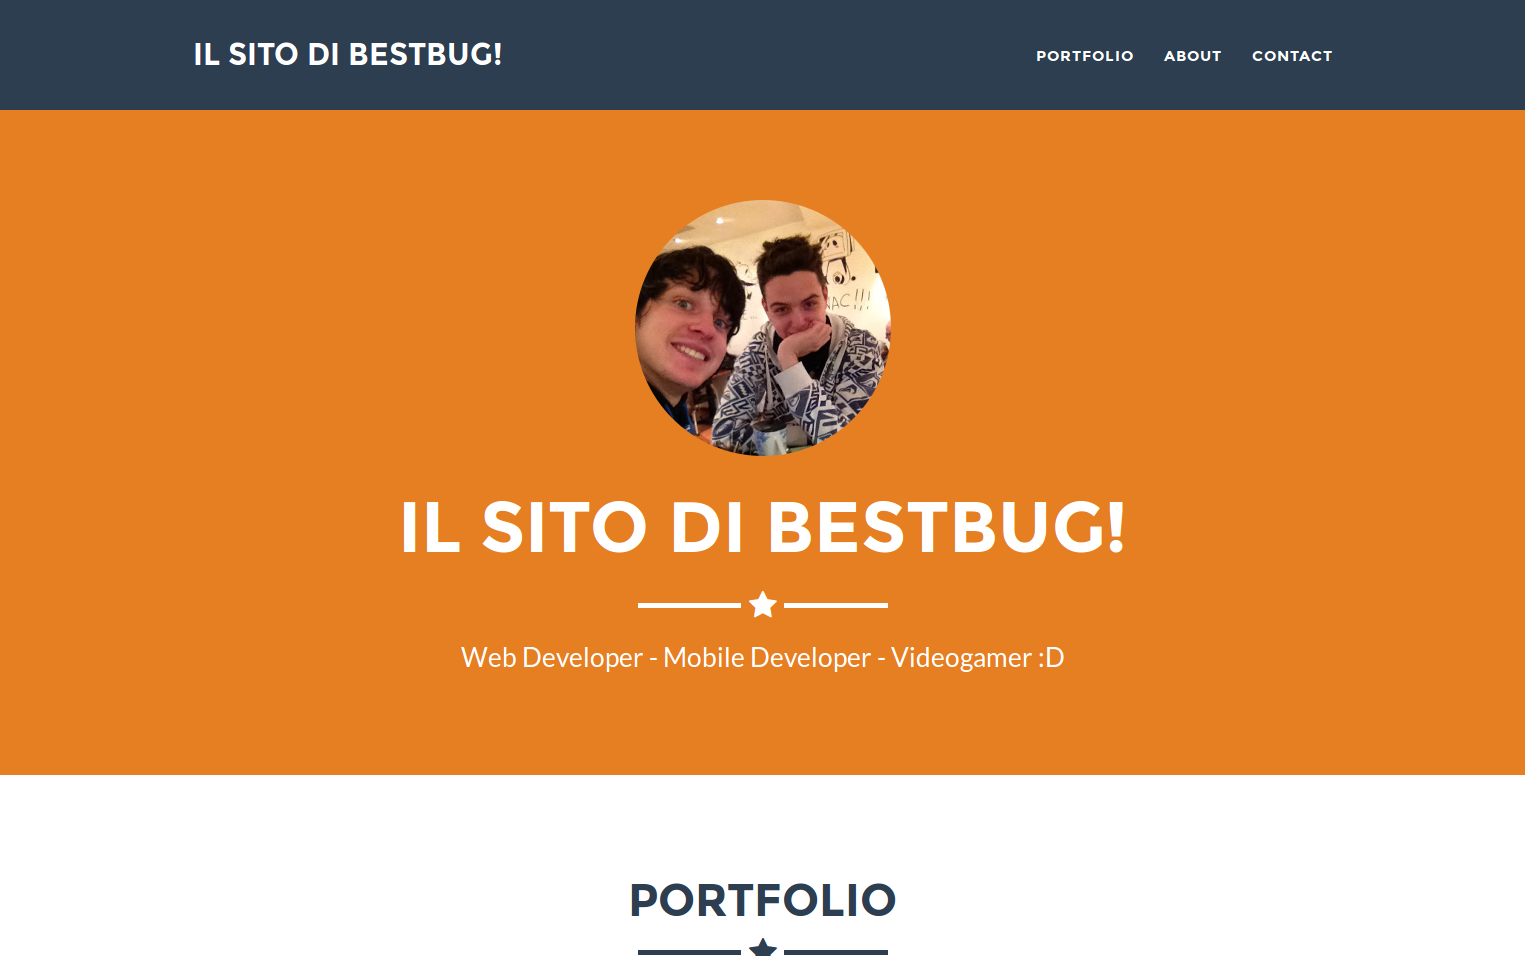 IL SITO DI BESTBUG!
PORTFOLIO ABOUT CONTACT
IL SITO DI BESTBUG!
Web Developer - Mobile Developer - Videogamer :D
PORTFOLIO